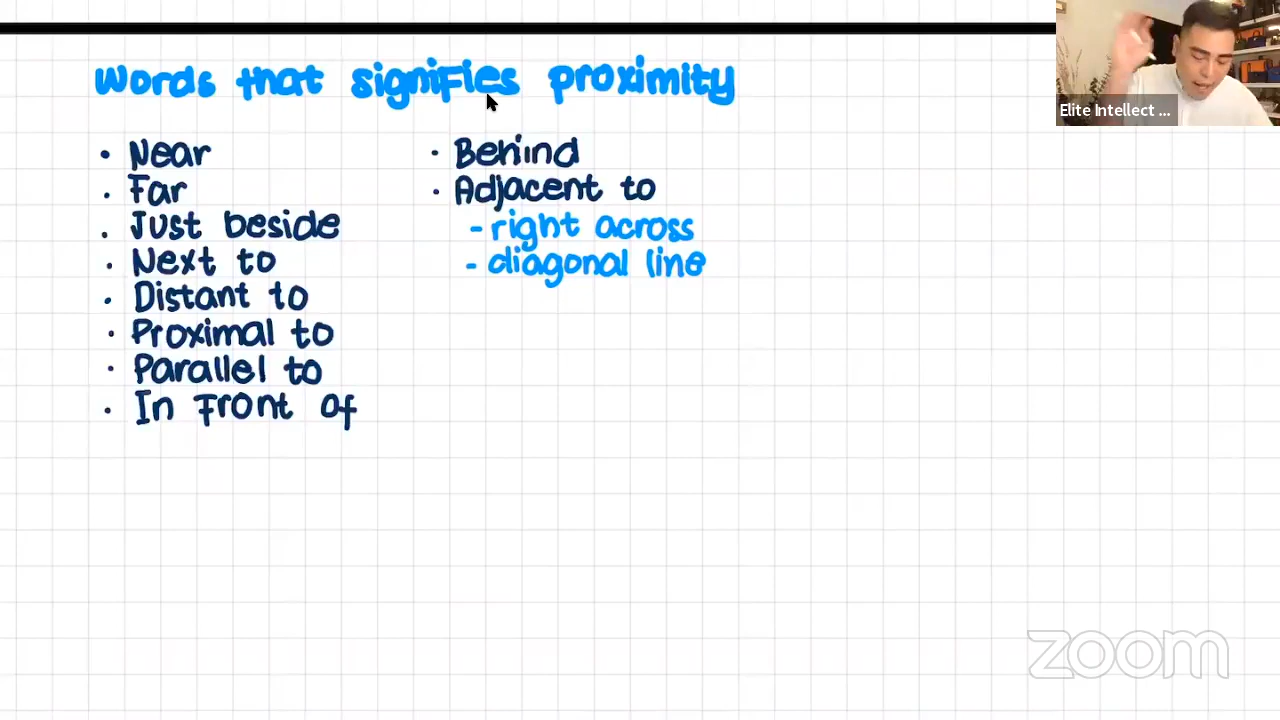 Words that signifies proximity
• Near
• Far
• Just beside
• Next to
• Distant to
• Proximal to
• Parallel to
• In Front of
• Behind
• Adjacent to
- right across
- diagonal line
Elite Intellect ...
zoom